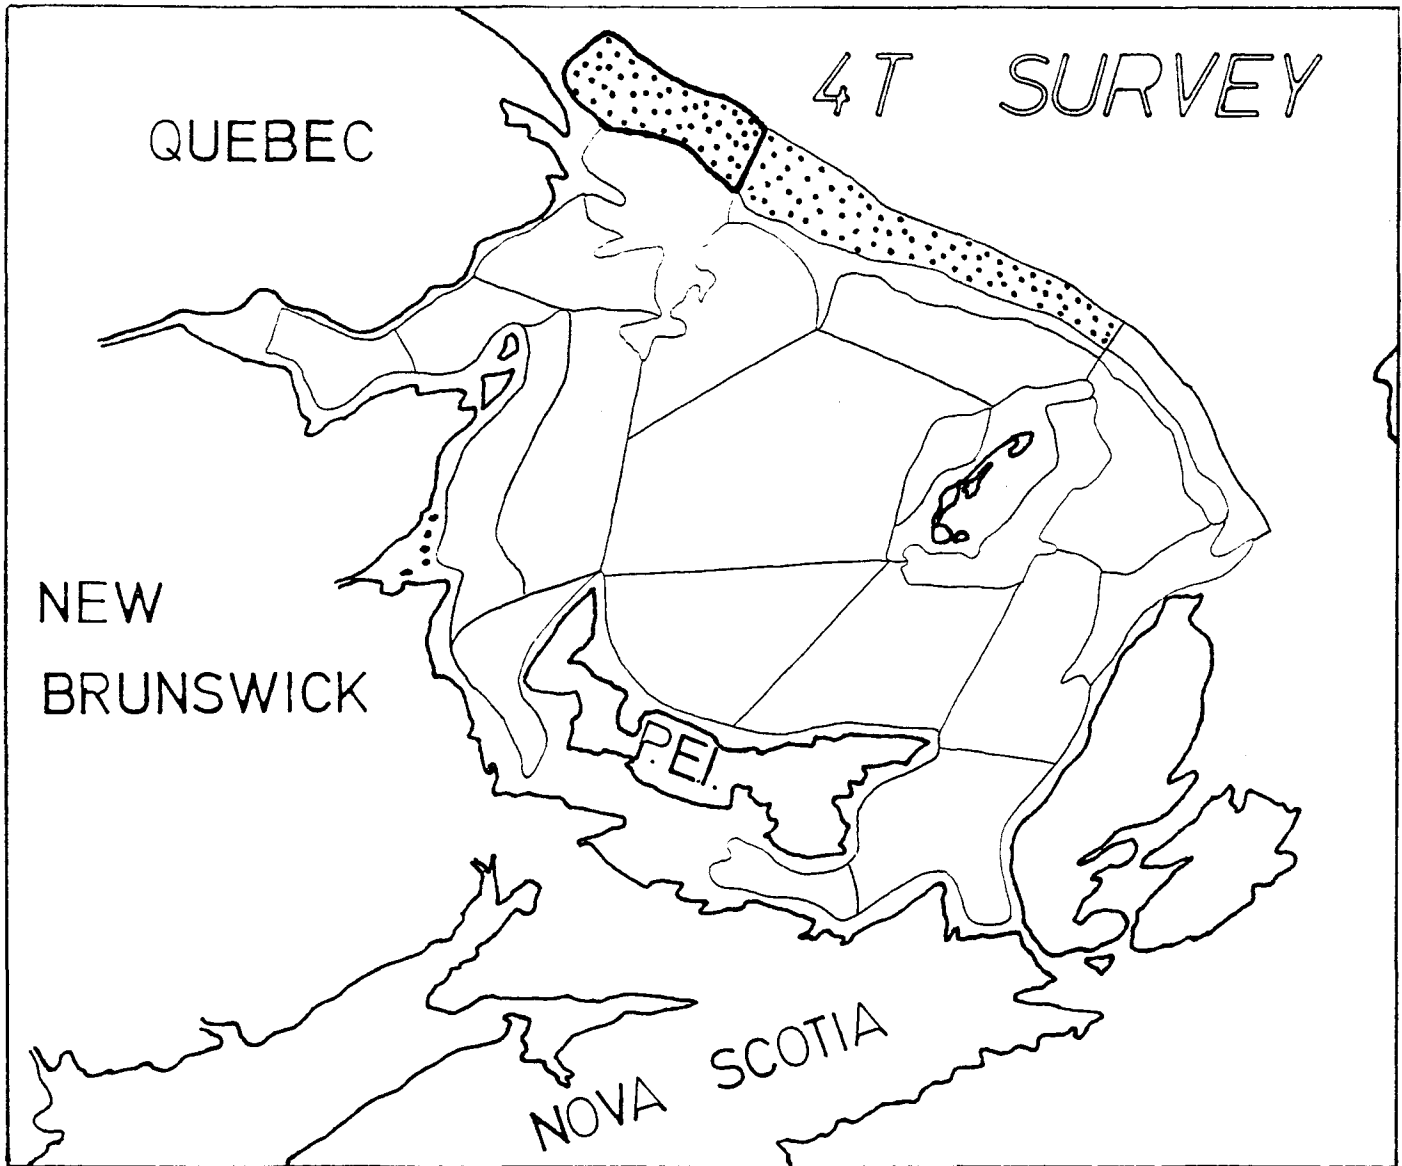 4T SURVEY
QUEBEC
NEW
BRUNSWICK
P.E.I.
NOVA SCOTIA